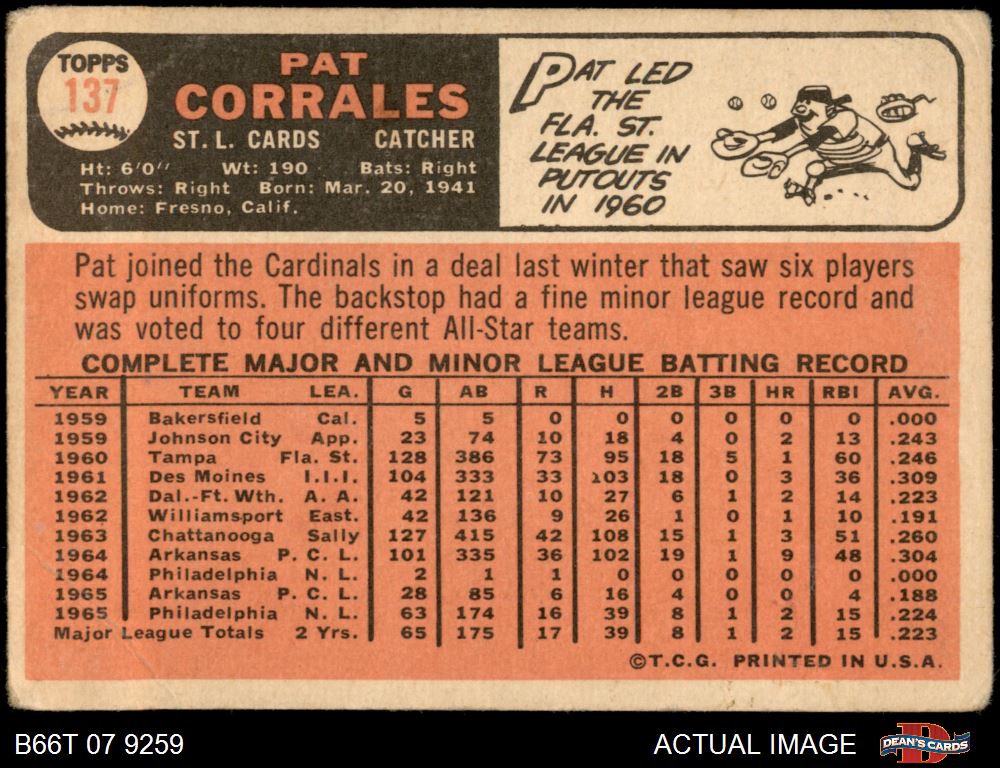 TOPPS
137
PAT
CORRALES
ST. L. CARDS CATCHER
Ht: 6'0" Wt: 190 Bats: Right
Throws: Right Born: Mar. 20, 1941
Home: Fresno, Calif.
PAT LED
THE
FLA. ST.
LEAGUE IN
PUTOUTS
IN 1960
Pat joined the Cardinals in a deal last winter that saw six players
swap uniforms. The backstop had a fine minor league record and
was voted to four different All-Star teams.
COMPLETE MAJOR AND MINOR LEAGUE BATTING RECORD
YEAR TEAM LEA. G AB R H 2B 3B HR RBI AVG.
1959 Bakersfield Cal. 5 5 0 0 0 0 0 0 .000
1959 Johnson City App. 23 74 10 18 4 0 2 13 .243
1960 Tampa Fla. St. 128 386 73 95 18 5 1 60 .246
1961 Des Moines I.I.I. 104 333 33 103 18 0 3 36 .309
1962 Dal.-Ft. Wth. A. A. 42 121 10 27 6 1 2 14 .223
1962 Williamsport East. 42 136 9 26 1 0 1 10 .191
1963 Chattanooga Sally 127 415 42 108 15 1 3 51 .260
1964 Arkansas P. C. L. 101 335 36 102 19 1 9 48 .304
1964 Philadelphia N. L. 2 1 1 0 0 0 0 0 .000
1965 Arkansas P. C. L. 28 85 6 16 4 0 0 4 .188
1965 Philadelphia N. L. 63 174 16 39 8 1 2 15 .224
Major League Totals 2 Yrs. 65 175 17 39 8 1 2 15 .223
©T.C.G. PRINTED IN U.S.A.
B66T 07 9259
ACTUAL IMAGE
DEAN'S CARDS